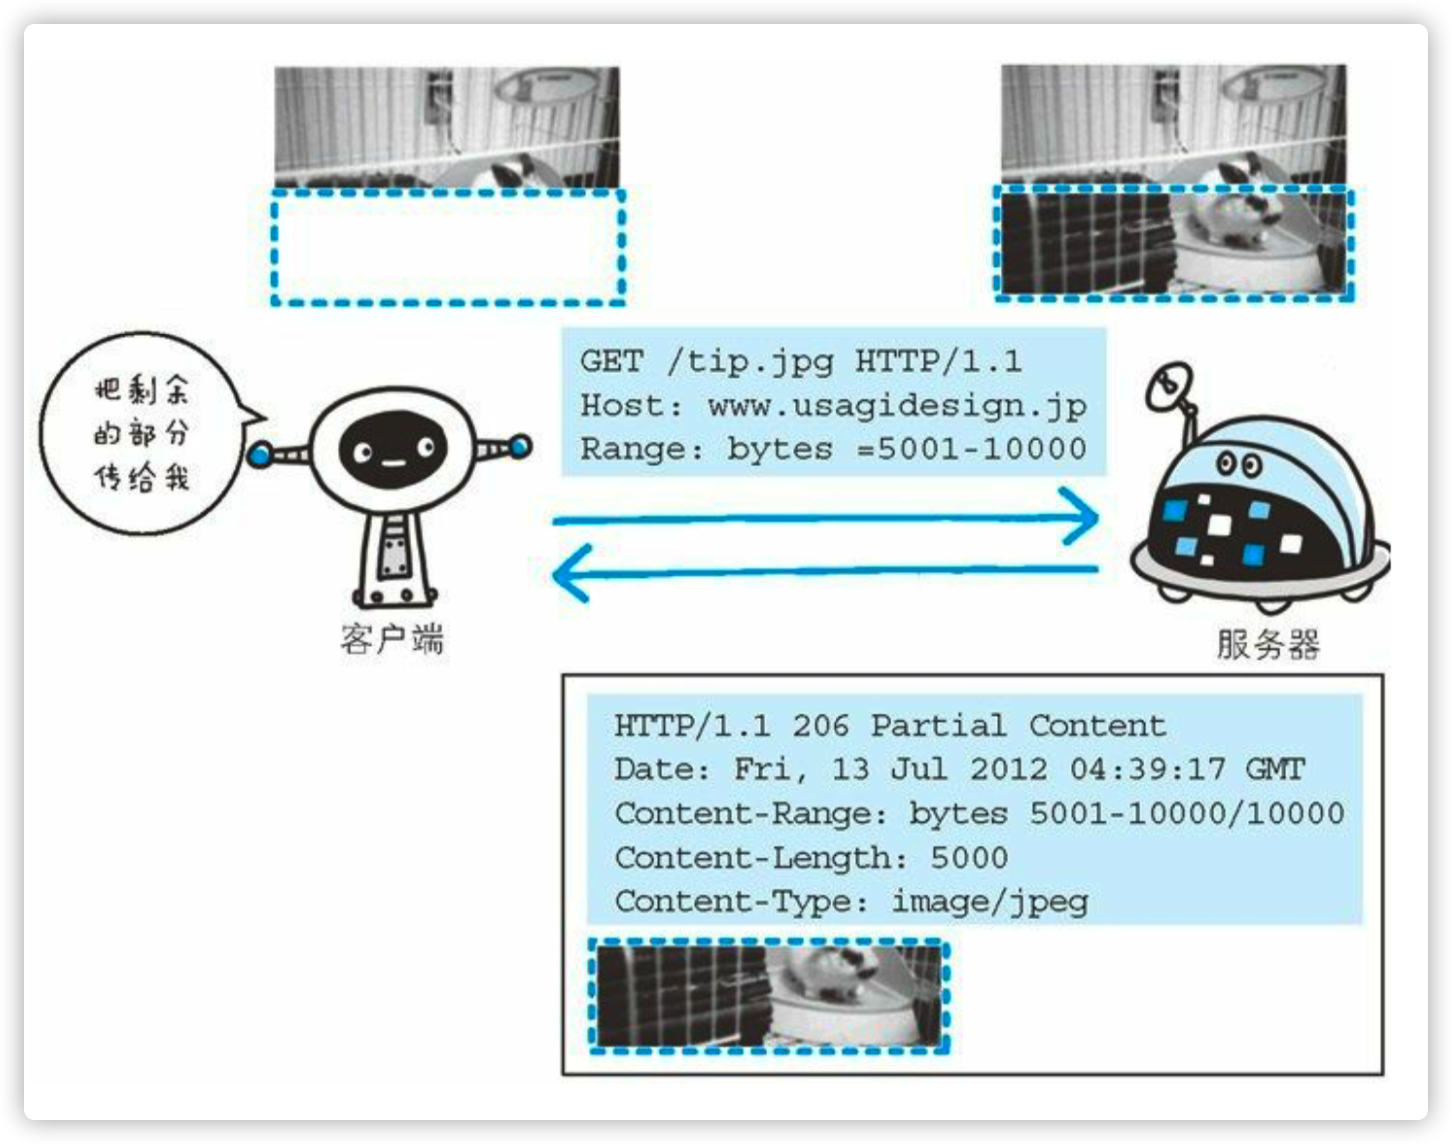 把剩余
的部分
传给我
GET /tip.jpg HTTP/1.1
Host: www.usagidesign.jp
Range: bytes =5001-10000
客户端
服务器
HTTP/1.1 206 Partial Content
Date: Fri, 13 Jul 2012 04:39:17 GMT
Content-Range: bytes 5001-10000/10000
Content-Length: 5000
Content-Type: image/jpeg